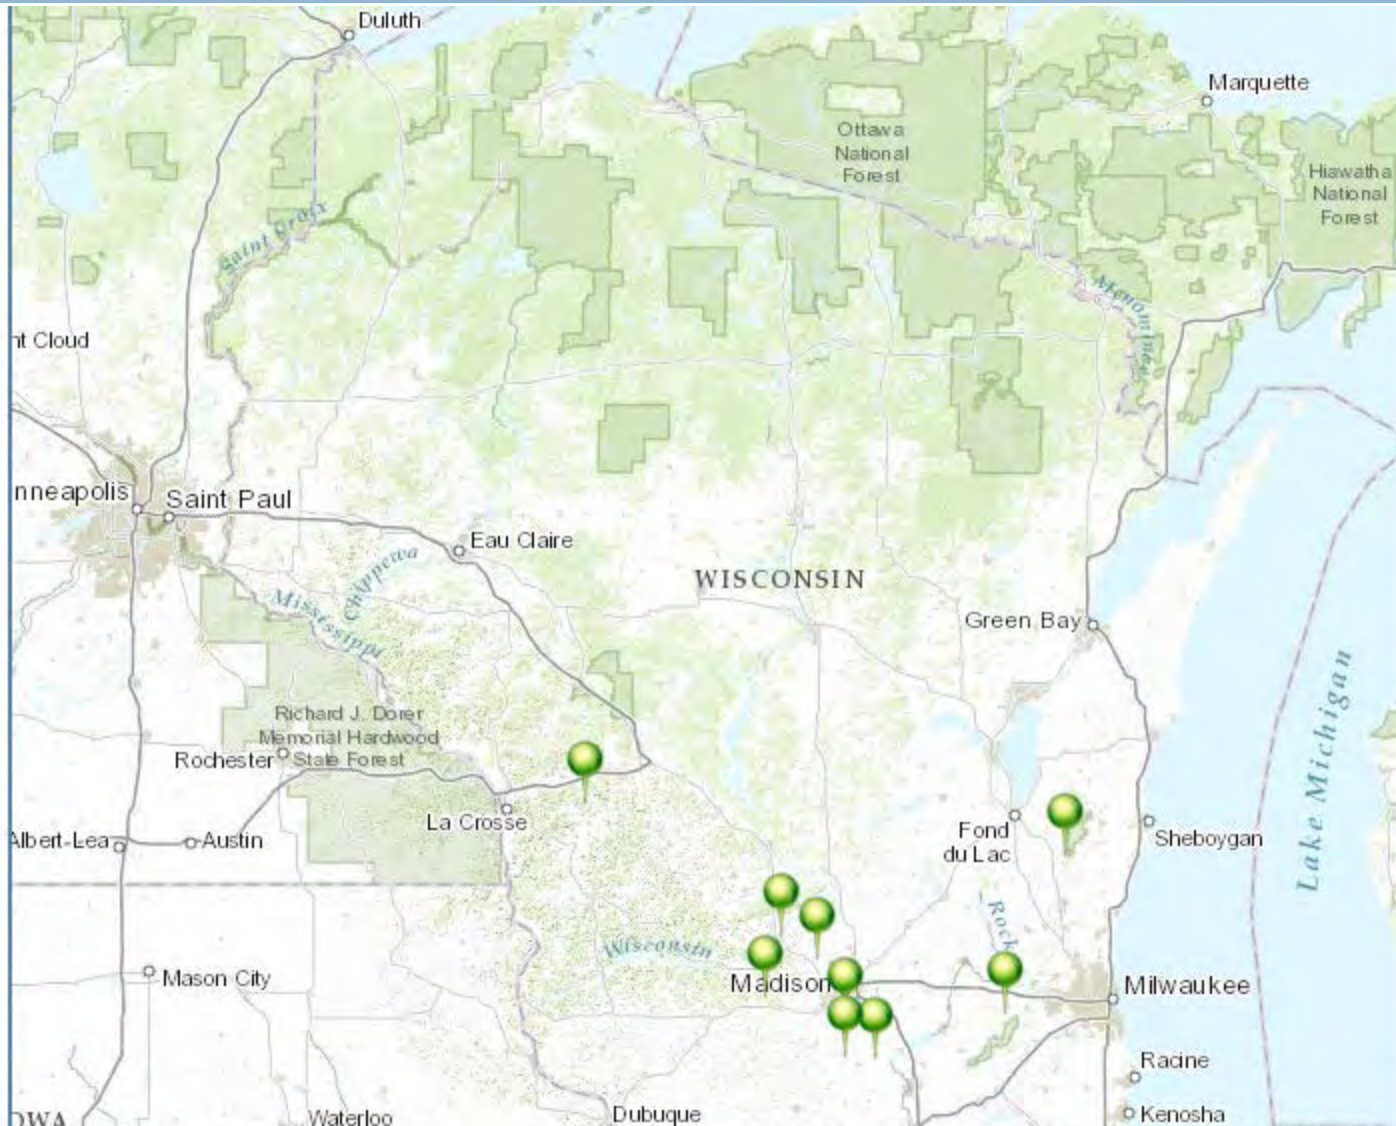 Duluth
Marquette
Ottawa
National
Forest
Hiawatha
National
Forest
Saint Croix
Menominee
nt Cloud
nneapolis
Saint Paul
Eau Claire
Chippewa
WISCONSIN
Mississippi
Green Bay
Lake Michigan
Richard J. Dorer
Memorial Hardwood
State Forest
Rochester
La Crosse
Fond
du Lac
Sheboygan
Albert Lea
Austin
Rock
Wisconsin
Mason City
Madison
Milwaukee
Racine
OWA
Waterloo
Dubuque
Kenosha